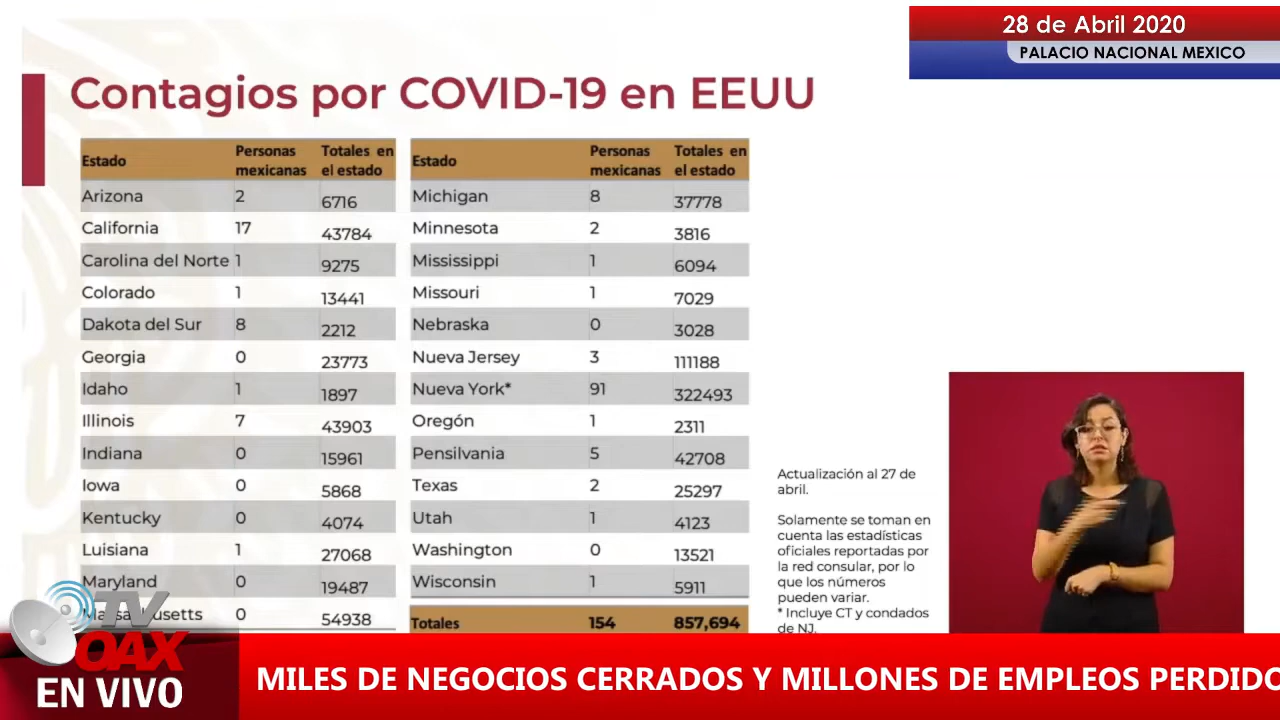 28 de Abril 2020
PALACIO NACIONAL MEXICO
Contagios por COVID-19 en EEUU
Estado Personas mexicanas Totales en el estado
Arizona 2 6716
California 17 43784
Carolina del Norte 1 9275
Colorado 1 13441
Dakota del Sur 8 2212
Georgia 0 23773
Idaho 1 1897
Illinois 7 43903
Indiana 0 15961
Iowa 0 5868
Kentucky 0 4074
Luisiana 1 27068
Maryland 0 19487
Massachusetts 0 54938
Estado Personas mexicanas Totales en el estado
Michigan 8 37778
Minnesota 2 3816
Mississippi 1 6094
Missouri 1 7029
Nebraska 0 3028
Nueva Jersey 3 111188
Nueva York* 91 322493
Oregón 1 2311
Pensilvania 5 42708
Texas 2 25297
Utah 1 4123
Washington 0 13521
Wisconsin 1 5911
Totales 154 857,694
Actualización al 27 de
abril.
Solamente se toman en
cuenta las estadísticas
oficiales reportadas por
la red consular, por lo
que los números
pueden variar.
* Incluye CT y condados
de NJ.
TV
OAX
EN VIVO
MILES DE NEGOCIOS CERRADOS Y MILLONES DE EMPLEOS PERDIDO